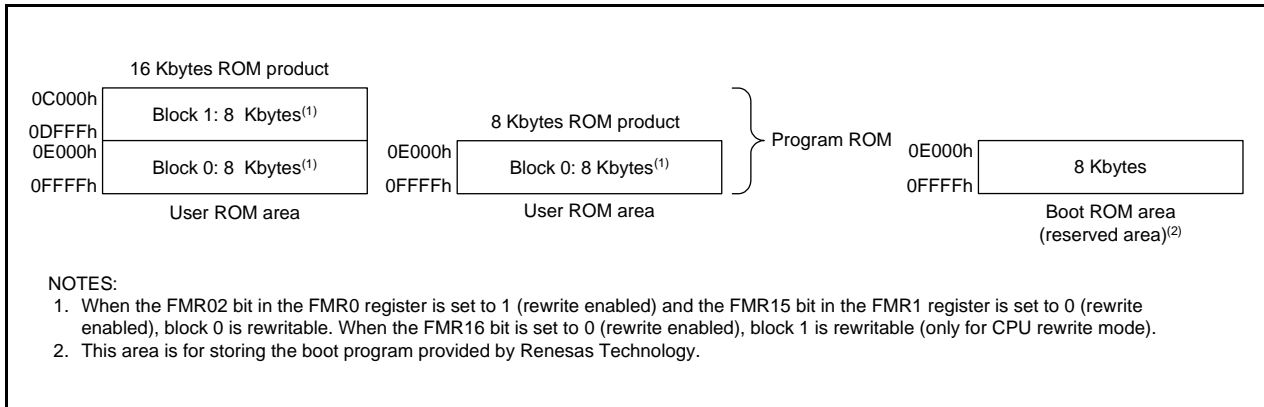 16 Kbytes ROM product
0C000h
Block 1: 8 Kbytes(1)
0DFFFh
0E000h
Block 0: 8 Kbytes(1)
0FFFFh
User ROM area
8 Kbytes ROM product
0E000h
Block 0: 8 Kbytes(1)
0FFFFh
User ROM area
Program ROM
0E000h
8 Kbytes
0FFFFh
Boot ROM area
(reserved area)(2)
NOTES:
1. When the FMR02 bit in the FMR0 register is set to 1 (rewrite enabled) and the FMR15 bit in the FMR1 register is set to 0 (rewrite
enabled), block 0 is rewritable. When the FMR16 bit is set to 0 (rewrite enabled), block 1 is rewritable (only for CPU rewrite mode).
2. This area is for storing the boot program provided by Renesas Technology.